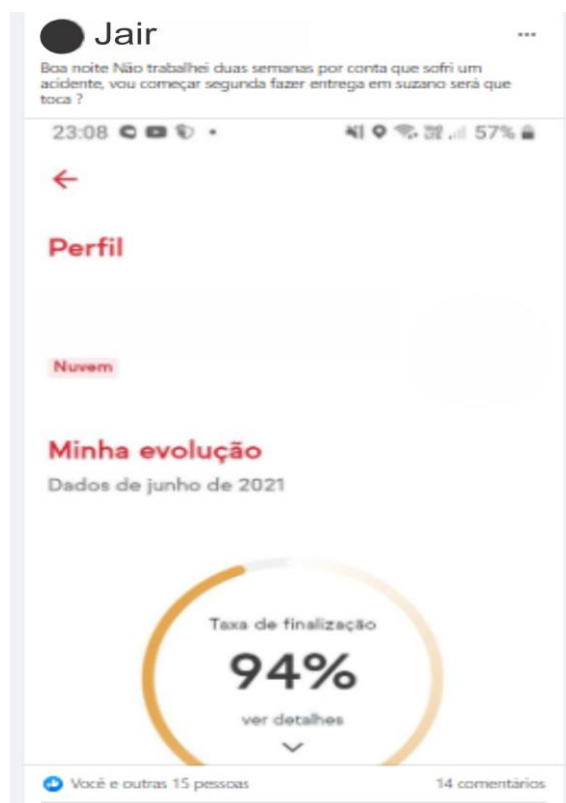 Jair
Boa noite Não trabalhei duas semanas por conta que sofri um
acidente, vou começar segunda fazer entrega em suzano será que
toca ?
23:08 57%
Perfil
Nuvem
Minha evolução
Dados de junho de 2021
Taxa de finalização
94%
ver detalhes
Você e outras 15 pessoas 14 comentários